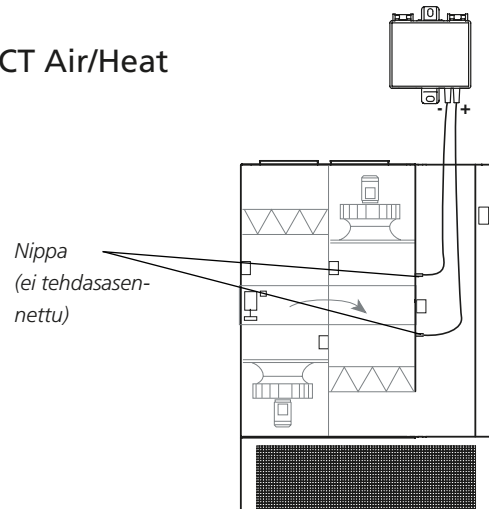 CT Air/Heat
- +
Nippa
(ei tehdasasen-
nettu)